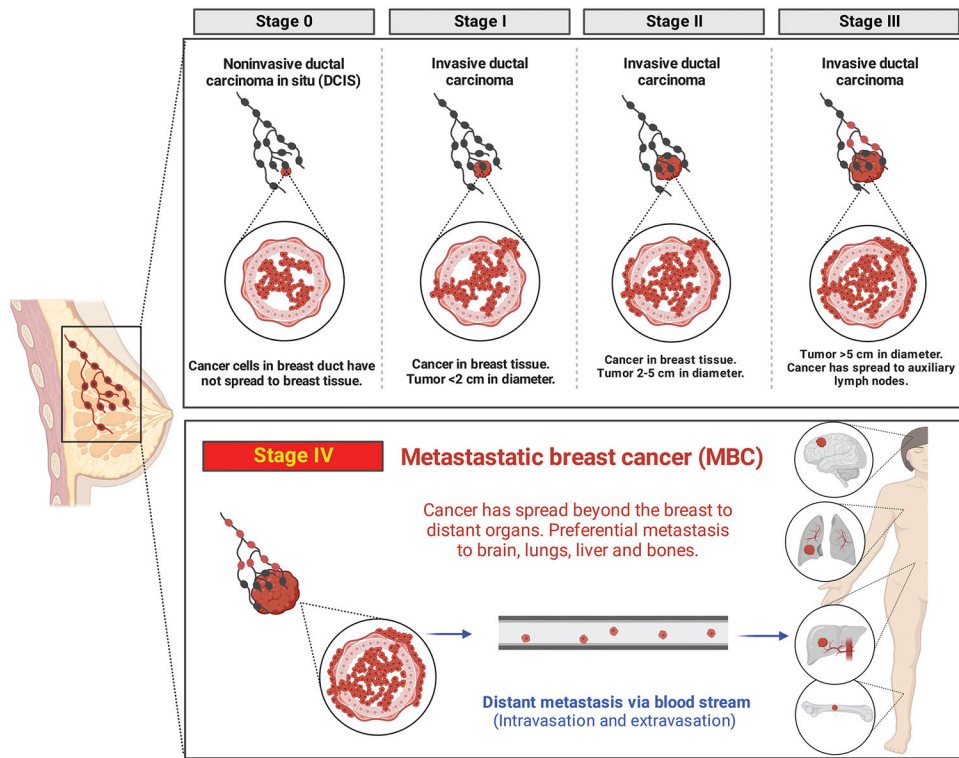 Stage 0
Stage I
Stage II
Stage III
Noninvasive ductal
carcinoma in situ (DCIS)
Invasive ductal
carcinoma
Invasive ductal
carcinoma
Invasive ductal
carcinoma
Cancer cells in breast duct have
not spread to breast tissue.
Cancer in breast tissue.
Tumor <2 cm in diameter.
Cancer in breast tissue.
Tumor 2-5 cm in diameter.
Tumor >5 cm in diameter.
Cancer has spread to auxiliary
lymph nodes.
Stage IV
Metastastatic breast cancer (MBC)
Cancer has spread beyond the breast to
distant organs. Preferential metastasis
to brain, lungs, liver and bones.
Distant metastasis via blood stream
(Intravasation and extravasation)